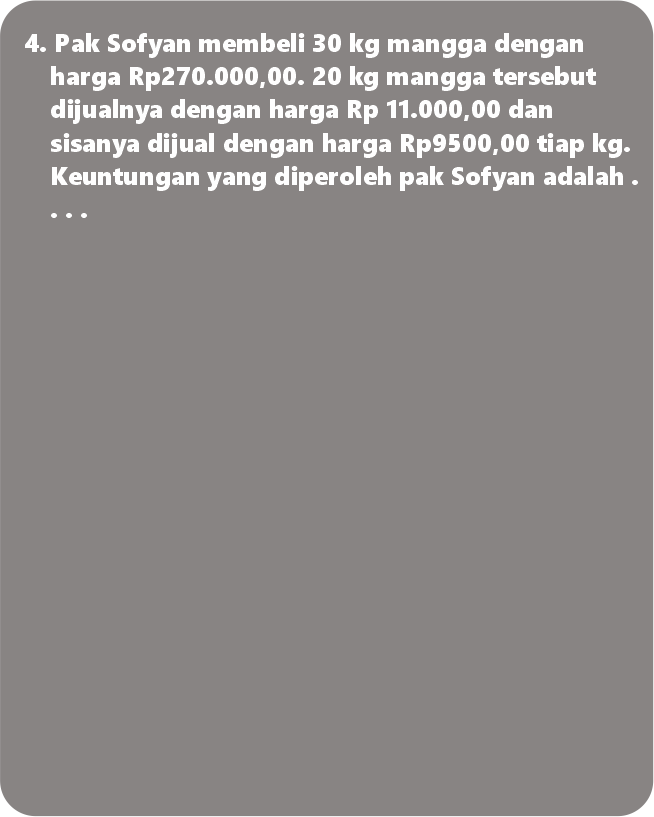 4. Pak Sofyan membeli 30 kg mangga dengan
harga Rp270.000,00. 20 kg mangga tersebut
dijualnya dengan harga Rp 11.000,00 dan
sisanya dijual dengan harga Rp9500,00 tiap kg.
Keuntungan yang diperoleh pak Sofyan adalah .
. . .